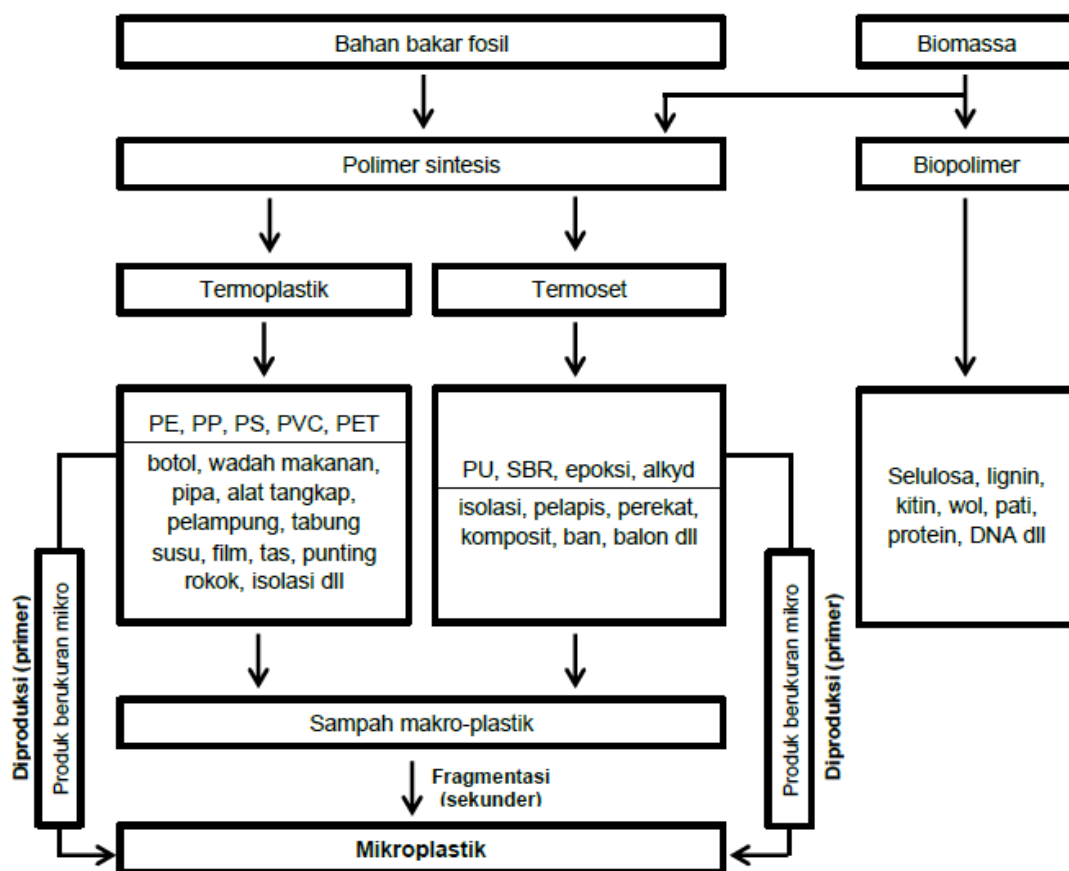 Bahan bakar fosil
Biomassa
Polimer sintesis
Biopolimer
Termoplastik
Termoset
PE, PP, PS, PVC, PET
botol, wadah makanan,
pipa, alat tangkap,
pelampung, tabung
susu, film, tas, punting
rokok, isolasi dll
PU, SBR, epoksi, alkyd
isolasi, pelapis, perekat,
komposit, ban, balon dll
Selulosa, lignin,
kitin, wol, pati,
protein, DNA dll
Diproduksi (primer)
Produk berukuran mikro
Produk berukuran mikro
Diproduksi (primer)
Sampah makro-plastik
Fragmentasi
(sekunder)
Mikroplastik